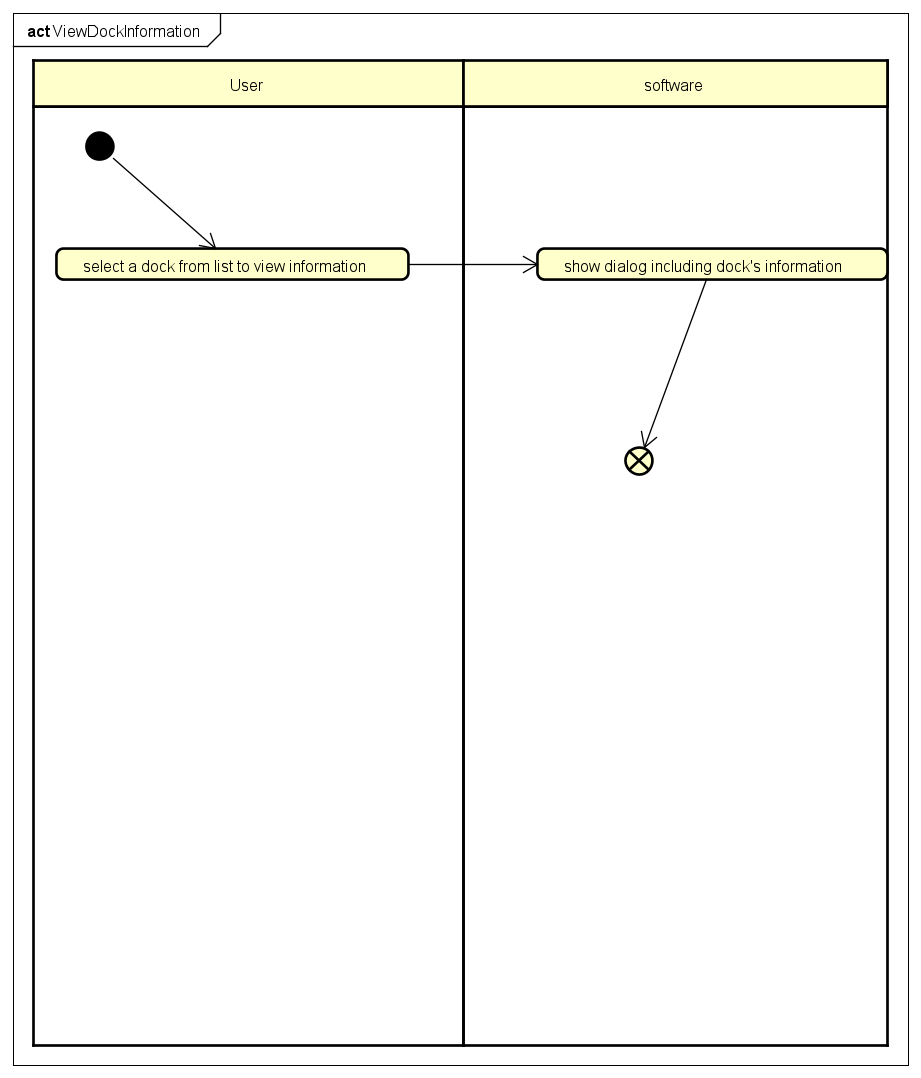 act ViewDockInformation
User
software
select a dock from list to view information
show dialog including dock's information